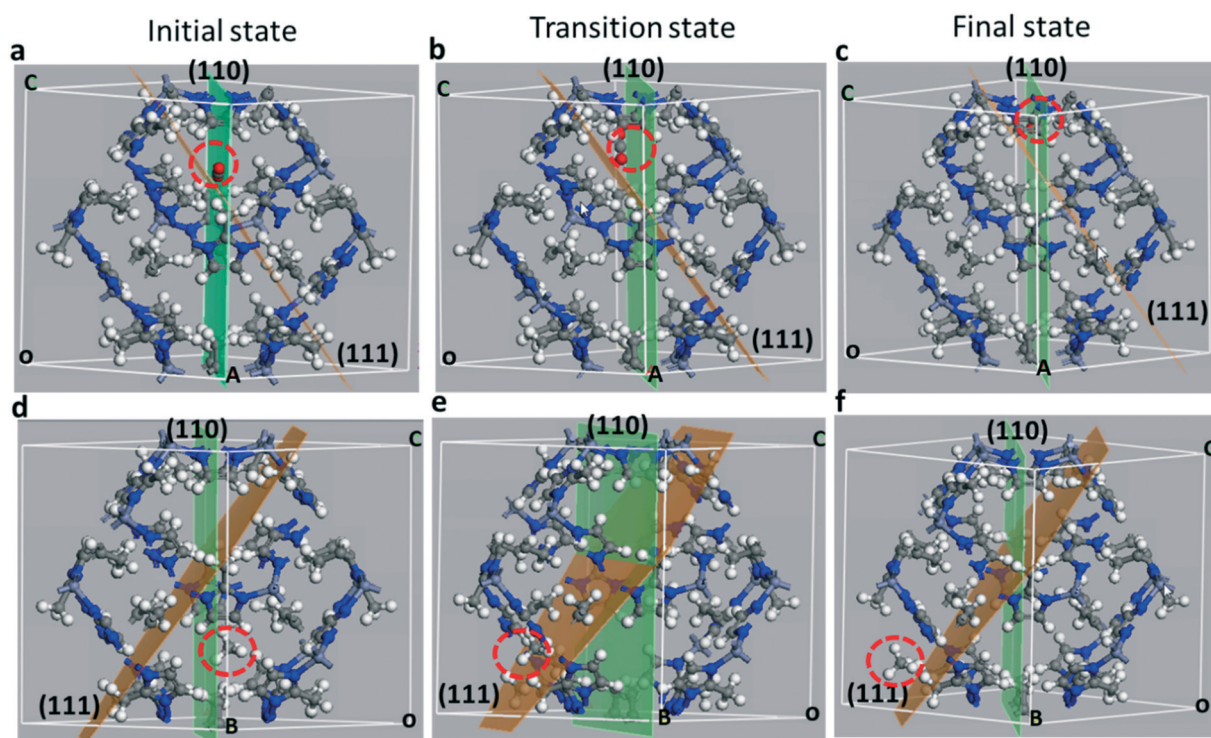 Initial state
Transition state
Final state
a
b
c
(110)
(110)
(110)
C
C
C
(111)
(111)
(111)
o
o
o
A
A
A
d
e
f
(110)
(110)
(110)
C
C
C
(111)
(111)
(111)
B
o
B
o
B
o